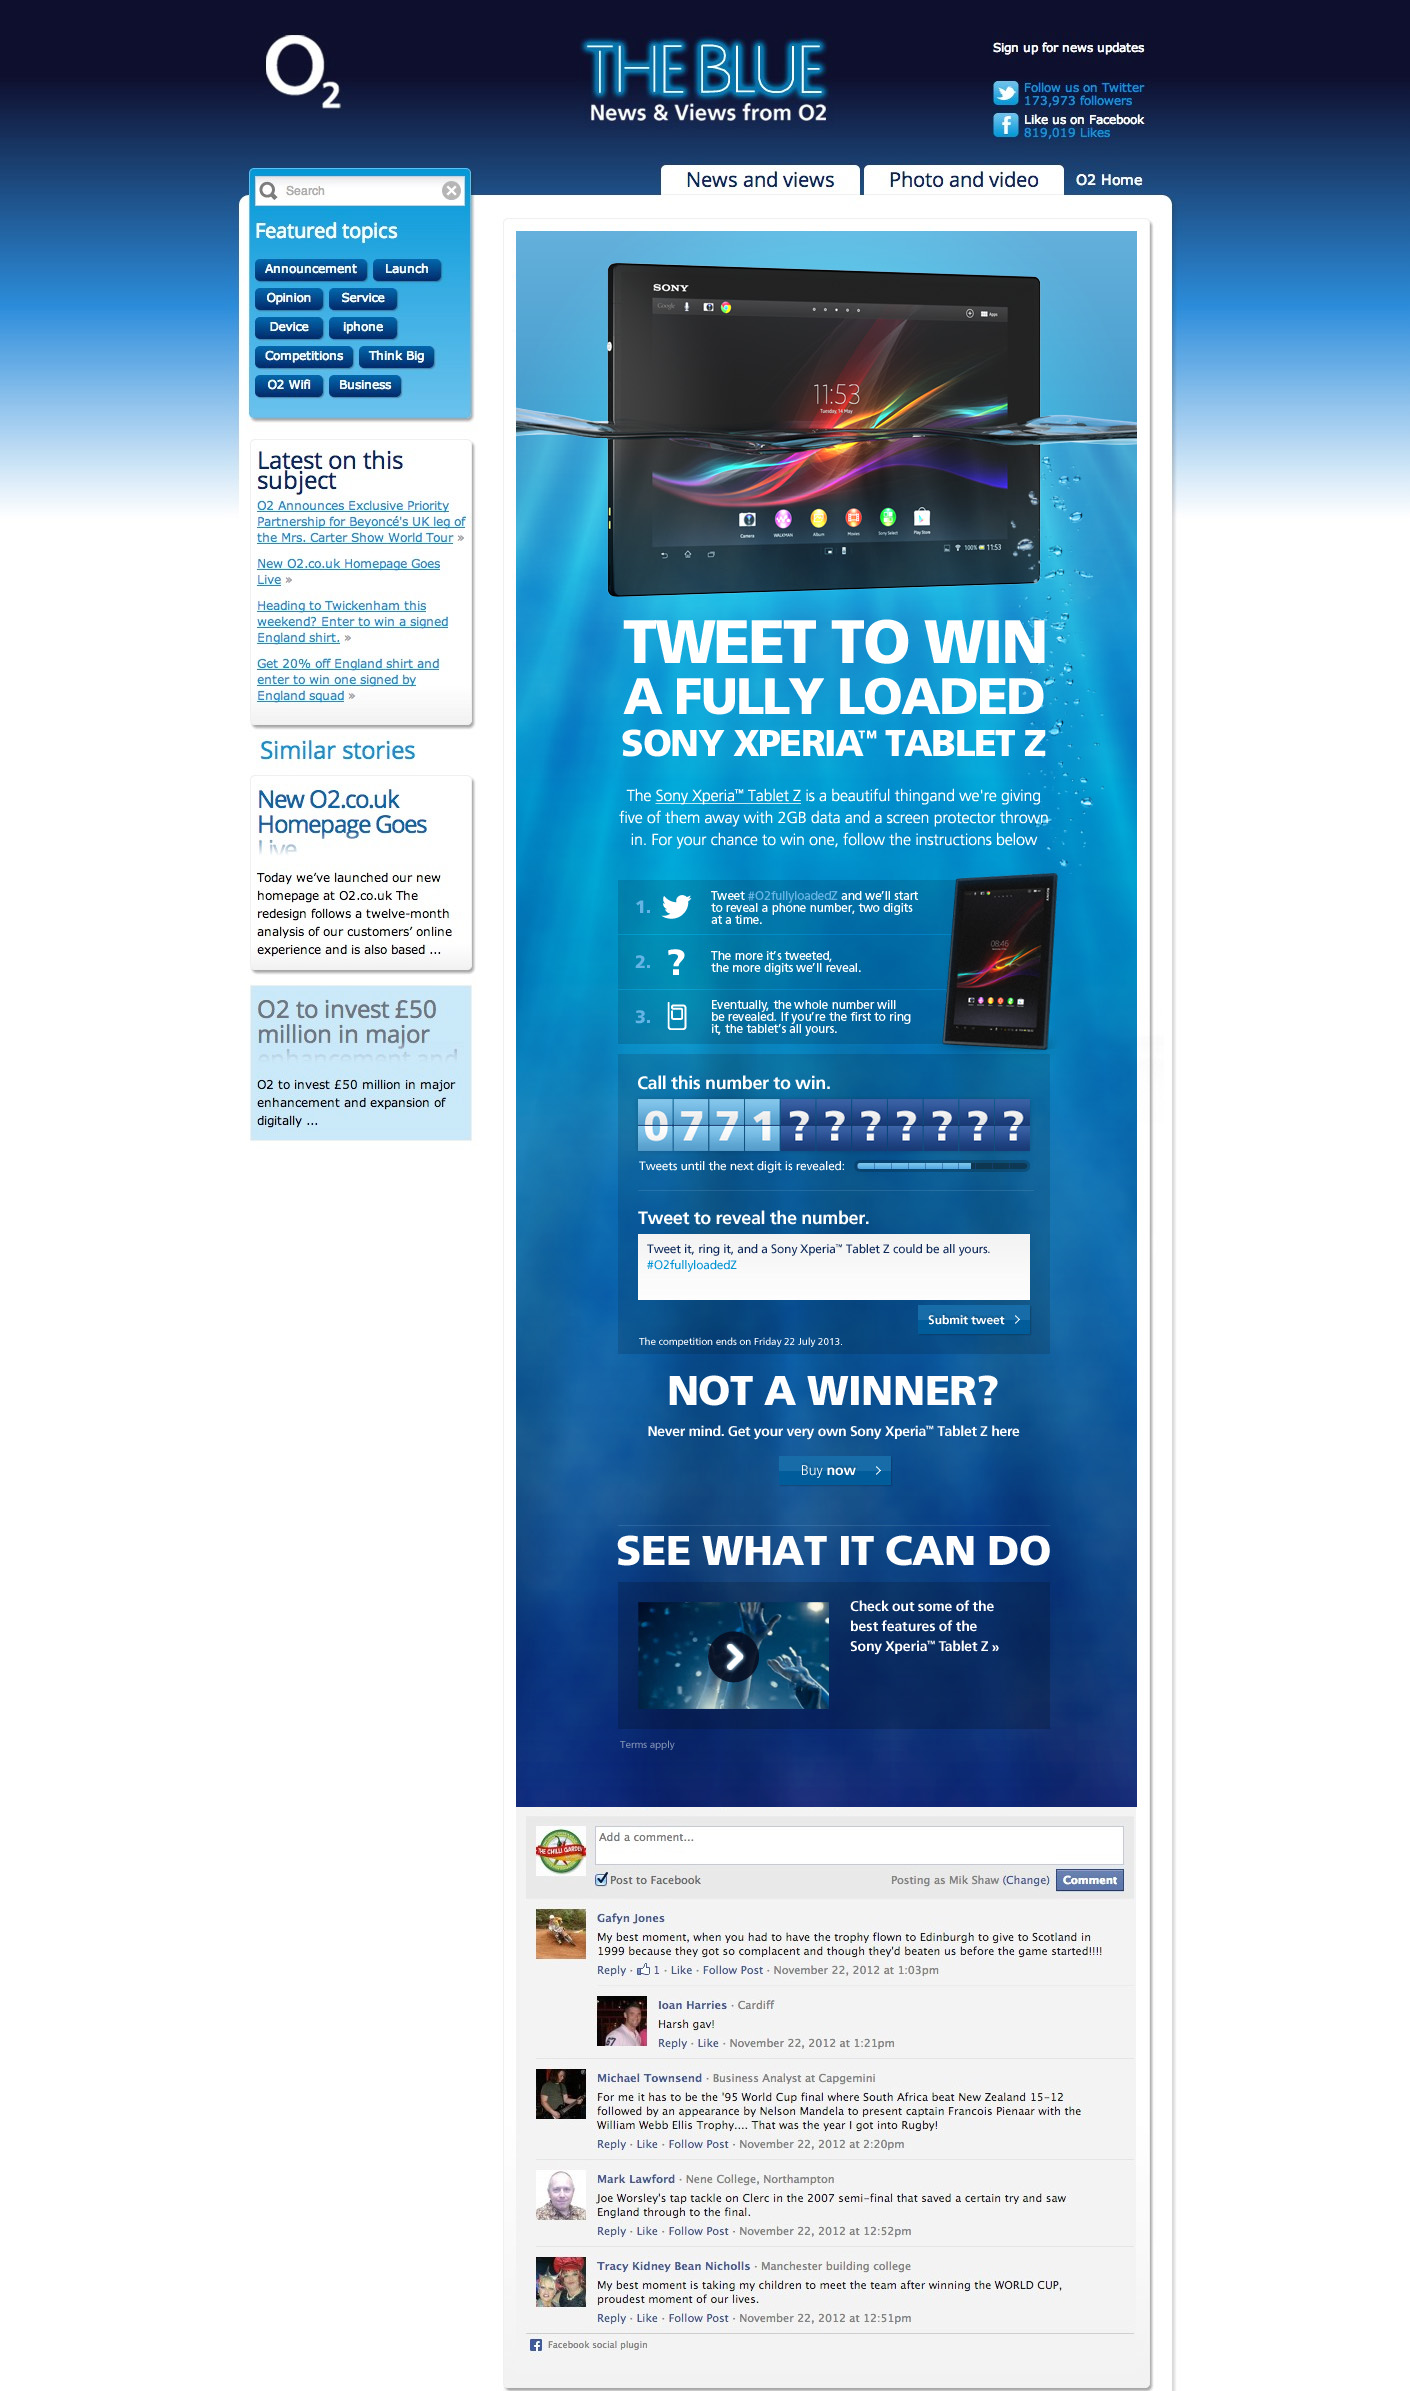 O2
THE BLUE
News & Views from O2
Sign up for news updates
Follow us on Twitter
173,973 followers
Like us on Facebook
819,019 Likes
News and views
Photo and video
O2 Home
Search
Featured topics
Announcement
Launch
Opinion
Service
Device
iphone
Competitions
Think Big
O2 Wifi
Business
Latest on this
subject
O2 Announces Exclusive Priority
Partnership for Beyoncé's UK leg of
the Mrs. Carter Show World Tour »
New O2.co.uk Homepage Goes
Live »
Heading to Twickenham this
weekend? Enter to win a signed
England shirt. »
Get 20% off England shirt and
enter to win one signed by
England squad »
Similar stories
New O2.co.uk
Homepage Goes
Live
Today we've launched our new
homepage at O2.co.uk The
redesign follows a twelve-month
analysis of our customers' online
experience and is also based ...
O2 to invest £50
million in major
enhancement and
O2 to invest £50 million in major
enhancement and expansion of
digitally ...
SONY
Google
Apps
11:53
Tuesday, 14 May
Camera
WALKMAN
Album
Movies
Sony Select
Play Store
100% 11:53
TWEET TO WIN
A FULLY LOADED
SONY XPERIA™ TABLET Z
The Sony Xperia™ Tablet Z is a beautiful thingand we're giving
five of them away with 2GB data and a screen protector thrown
in. For your chance to win one, follow the instructions below
1.
Tweet #O2fullyloadedZ and we'll start
to reveal a phone number, two digits
at a time.
2. ?
The more it's tweeted,
the more digits we'll reveal.
3.
Eventually, the whole number will
be revealed. If you're the first to ring
it, the tablet's all yours.
SONY
08:46
Call this number to win.
0771???????
Tweets until the next digit is revealed:
Tweet to reveal the number.
Tweet it, ring it, and a Sony Xperia™ Tablet Z could be all yours.
#O2fullyloadedZ
Submit tweet
The competition ends on Friday 22 July 2013.
NOT A WINNER?
Never mind. Get your very own Sony Xperia™ Tablet Z here
Buy now
SEE WHAT IT CAN DO
Check out some of the
best features of the
Sony Xperia™ Tablet Z »
Terms apply
THE CHILLI GARDEN
Add a comment...
Post to Facebook
Posting as Mik Shaw (Change)
Comment
Gafyn Jones
My best moment, when you had to have the trophy flown to Edinburgh to give to Scotland in
1999 because they got so complacent and though they'd beaten us before the game started!!!!
Reply · 1 · Like · Follow Post · November 22, 2012 at 1:03pm
Ioan Harries · Cardiff
Harsh gav!
Reply · Like · November 22, 2012 at 1:21pm
Michael Townsend · Business Analyst at Capgemini
For me it has to be the '95 World Cup final where South Africa beat New Zealand 15-12
followed by an appearance by Nelson Mandela to present captain Francois Pienaar with the
William Webb Ellis Trophy.... That was the year I got into Rugby!
Reply · Like · Follow Post · November 22, 2012 at 2:20pm
Mark Lawford · Nene College, Northampton
Joe Worsley's tap tackle on Clerc in the 2007 semi-final that saved a certain try and saw
England through to the final.
Reply · Like · Follow Post · November 22, 2012 at 12:52pm
Tracy Kidney Bean Nicholls · Manchester building college
My best moment is taking my children to meet the team after winning the WORLD CUP,
proudest moment of our lives.
Reply · Like · Follow Post · November 22, 2012 at 12:51pm
Facebook social plugin